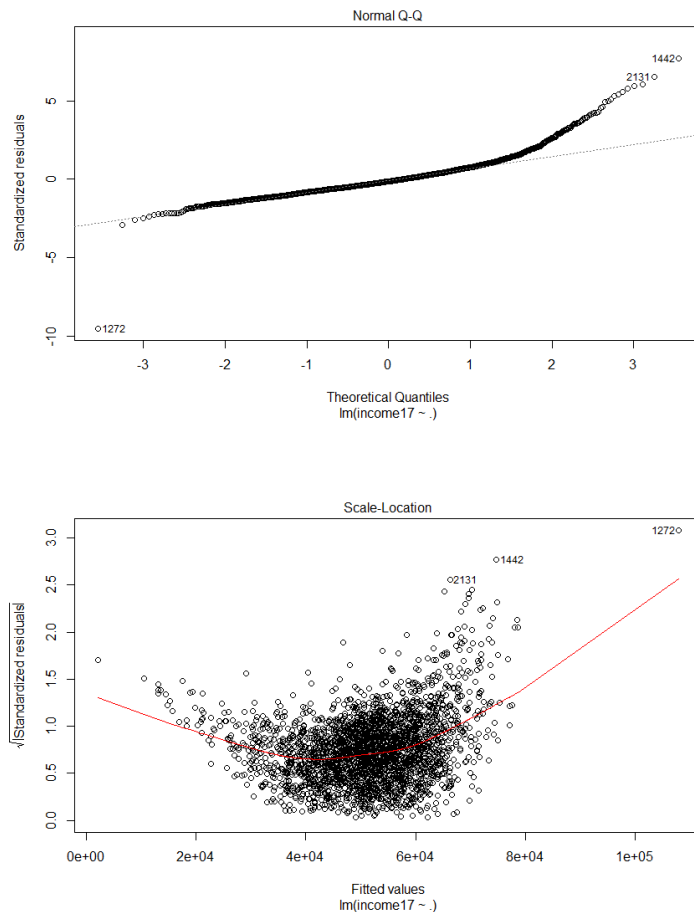 Normal Q-Q
Standardized residuals
-10
-5
0
5
1442
2131
1272
-3
-2
-1
0
1
2
3
Theoretical Quantiles
lm(income17 ~ .)
Scale-Location
√|Standardized residuals|
0.0
0.5
1.0
1.5
2.0
2.5
3.0
1272
1442
2131
0e+00
2e+04
4e+04
6e+04
8e+04
1e+05
Fitted values
lm(income17 ~ .)